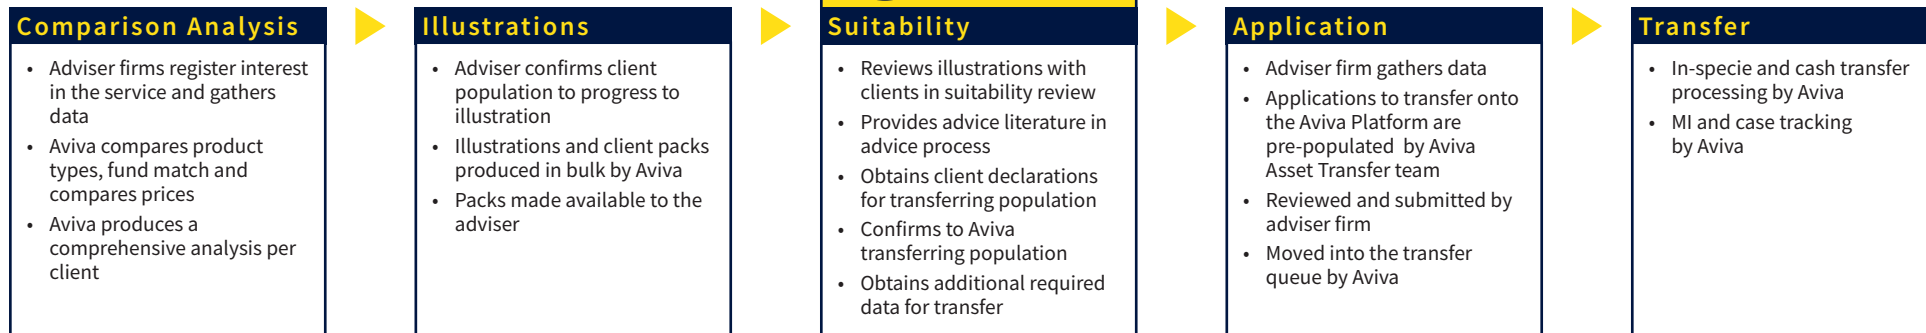 Comparison Analysis
• Adviser firms register interest
in the service and gathers
data
• Aviva compares product
types, fund match and
compares prices
• Aviva produces a
comprehensive analysis per
client
Illustrations
• Adviser confirms client
population to progress to
illustration
• Illustrations and client packs
produced in bulk by Aviva
• Packs made available to the
adviser
Suitability
• Reviews illustrations with
clients in suitability review
• Provides advice literature in
advice process
• Obtains client declarations
for transferring population
• Confirms to Aviva
transferring population
• Obtains additional required
data for transfer
Application
• Adviser firm gathers data
• Applications to transfer onto
the Aviva Platform are
pre-populated by Aviva
Asset Transfer team
• Reviewed and submitted by
adviser firm
• Moved into the transfer
queue by Aviva
Transfer
• In-specie and cash transfer
processing by Aviva
• MI and case tracking
by Aviva